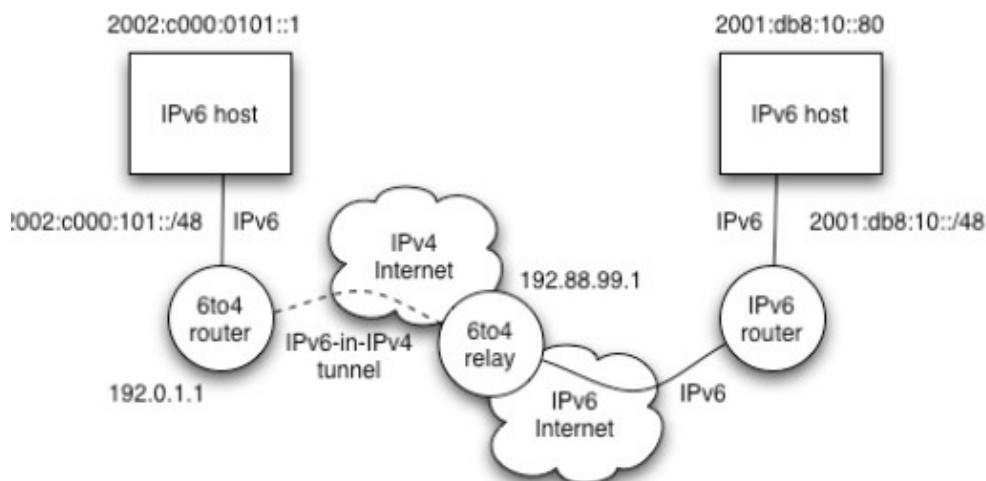 2002:c000:0101::1
2001:db8:10::80
IPv6 host
IPv6 host
2002:c000:101::/48
IPv6
IPv6
2001:db8:10::/48
IPv4
Internet
192.88.99.1
6to4
router
IPv6-in-IPv4
tunnel
6to4
relay
IPv6
router
192.0.1.1
IPv6
IPv6
Internet